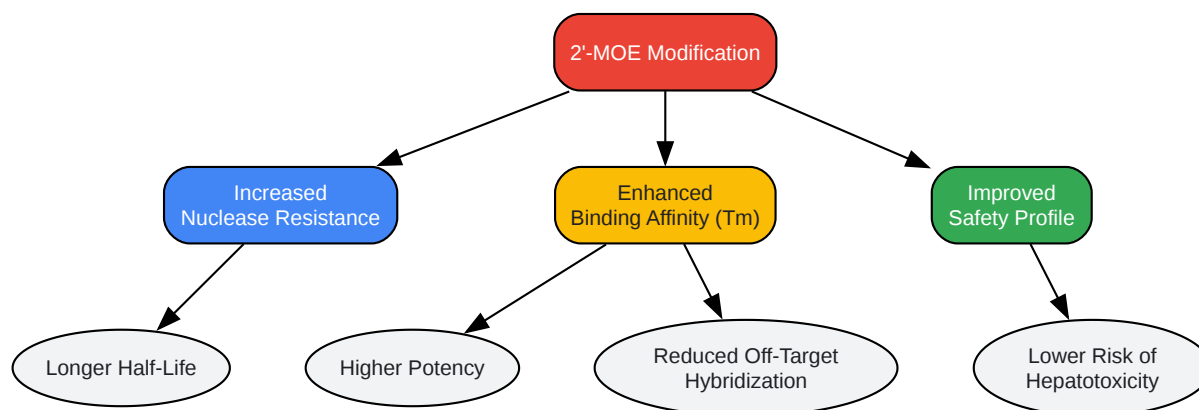 2'-MOE Modification
Increased
Nuclease Resistance
Enhanced
Binding Affinity (Tm)
Improved
Safety Profile
Longer Half-Life
Higher Potency
Reduced Off-Target
Hybridization
Lower Risk of
Hepatotoxicity